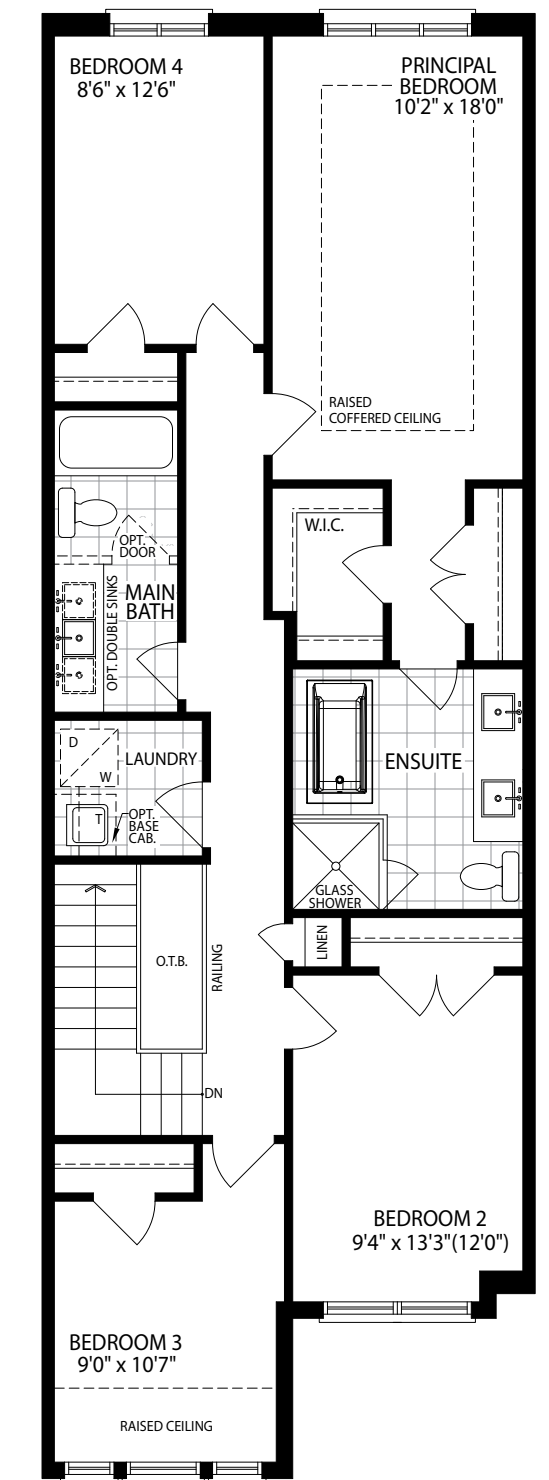 BEDROOM 4
8'6" x 12'6"
PRINCIPAL
BEDROOM
10'2" x 18'0"
RAISED
COFFERED CEILING
W.I.C.
OPT.
DOOR
MAIN
BATH
OPT. DOUBLE SINKS
D
W
LAUNDRY
T
OPT.
BASE
CAB.
ENSUITE
GLASS
SHOWER
LINEN
O.T.B.
RAILING
DN
BEDROOM 2
9'4" x 13'3"(12'0")
BEDROOM 3
9'0" x 10'7"
RAISED CEILING